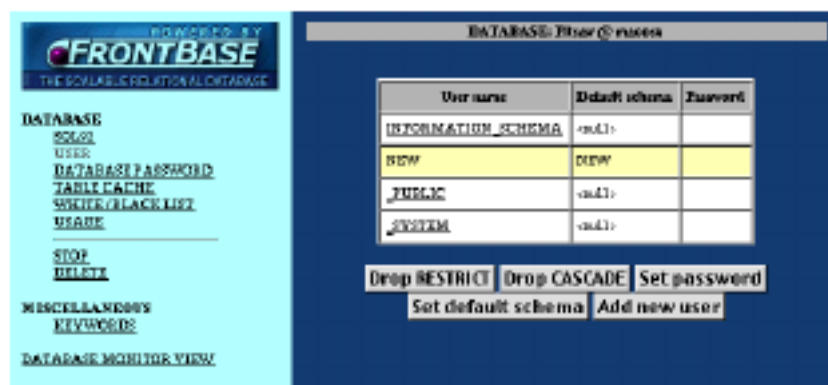 POWERED BY
FRONTBASE
THE SCALABLE RELATIONAL DATABASE
DATABASE
SQL92
USER
DATABASE PASSWORD
TABLE CACHE
WHITE/BLACK LIST
USAGE
STOP
DELETE
MISCELLANEOUS
KEYWORDS
DATABASE MONITOR VIEW
DATABASE: @ macosx
User name Default schema Password
INFORMATION_SCHEMA <null>
NEW NEW
_PUBLIC <null>
_SYSTEM <null>
Drop RESTRICT Drop CASCADE Set password
Set default schema Add new user